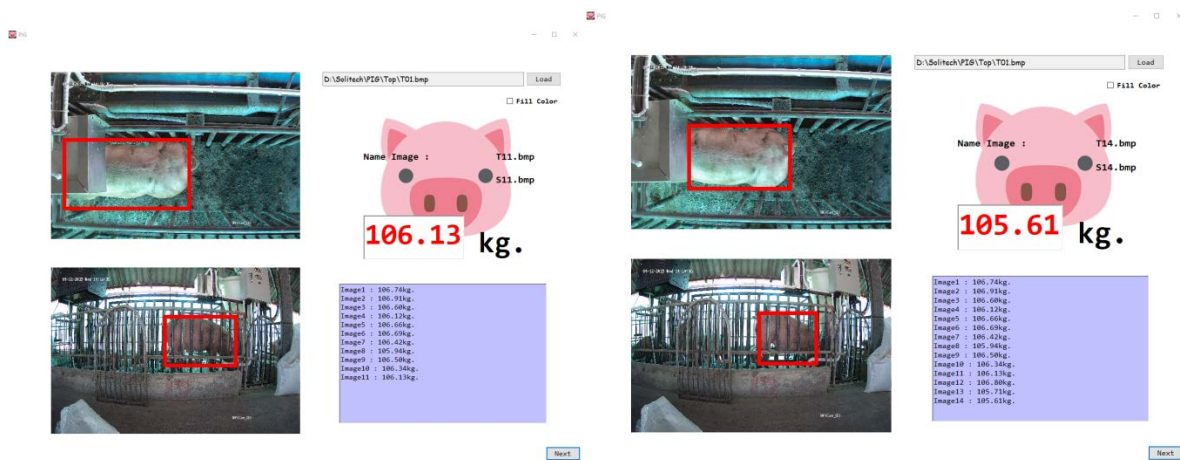 PIG
D:\Solitech\PIG\Top\T01.bmp
Load
Fill Color
Name Image :
T11.bmp
S11.bmp
106.13
kg.
Image1 : 106.74kg.
Image2 : 106.91kg.
Image3 : 106.60kg.
Image4 : 106.12kg.
Image5 : 106.66kg.
Image6 : 106.69kg.
Image7 : 106.42kg.
Image8 : 105.94kg.
Image9 : 106.50kg.
Image10 : 106.34kg.
Image11 : 106.13kg.
Next
PIG
D:\Solitech\PIG\Top\T01.bmp
Load
Fill Color
Name Image :
T14.bmp
S14.bmp
105.61
kg.
Image1 : 106.74kg.
Image2 : 106.91kg.
Image3 : 106.60kg.
Image4 : 106.12kg.
Image5 : 106.66kg.
Image6 : 106.69kg.
Image7 : 106.42kg.
Image8 : 105.94kg.
Image9 : 106.50kg.
Image10 : 106.34kg.
Image11 : 106.13kg.
Image12 : 106.80kg.
Image13 : 105.71kg.
Image14 : 105.61kg.
Next